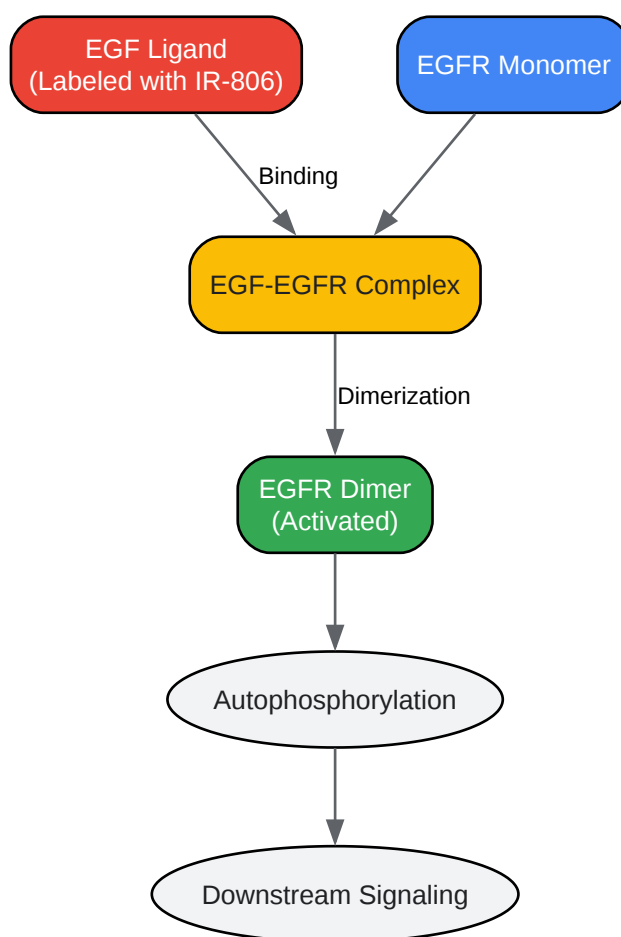 EGF Ligand
(Labeled with IR-806)
EGFR Monomer
Binding
EGF-EGFR Complex
Dimerization
EGFR Dimer
(Activated)
Autophosphorylation
Downstream Signaling